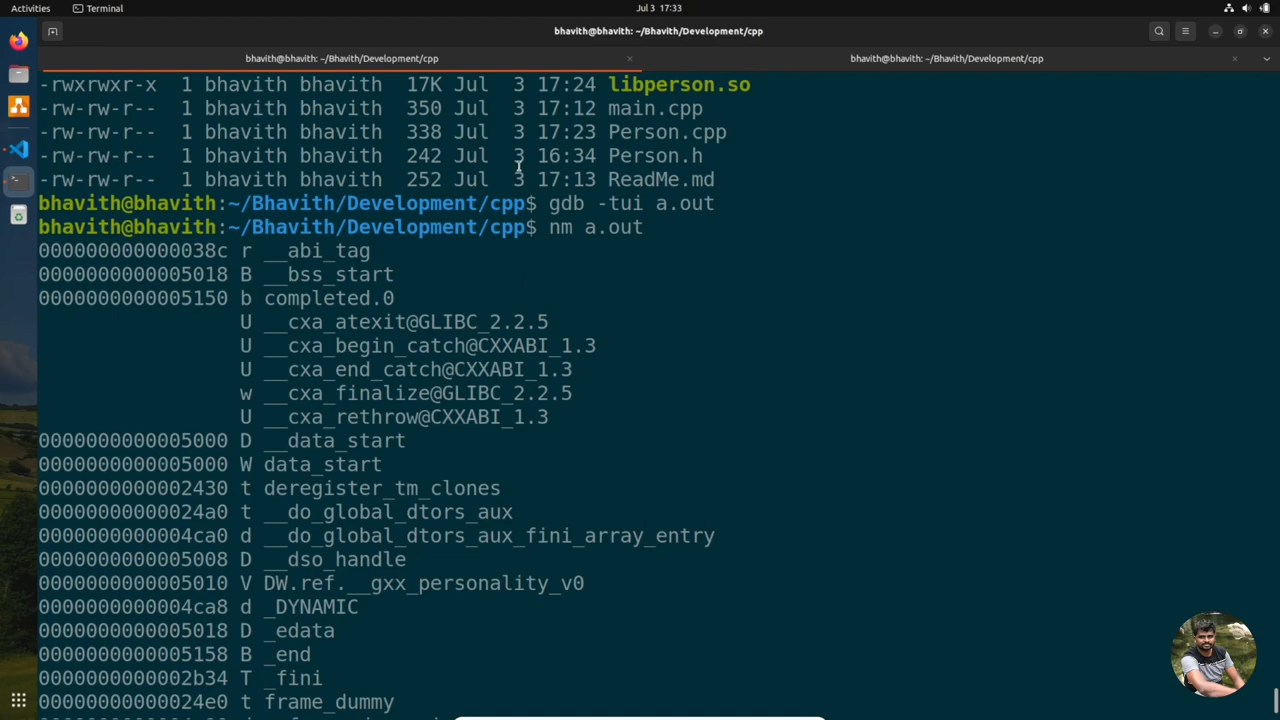 Activities Terminal Jul 3 17:33
bhavith@bhavith: ~/Bhavith/Development/cpp
bhavith@bhavith: ~/Bhavith/Development/cpp × bhavith@bhavith: ~/Bhavith/Development/cpp ×
-rwxrwxr-x 1 bhavith bhavith 17K Jul 3 17:24 libperson.so
-rw-rw-r-- 1 bhavith bhavith 350 Jul 3 17:12 main.cpp
-rw-rw-r-- 1 bhavith bhavith 338 Jul 3 17:23 Person.cpp
-rw-rw-r-- 1 bhavith bhavith 242 Jul 3 16:34 Person.h
-rw-rw-r-- 1 bhavith bhavith 252 Jul 3 17:13 ReadMe.md
bhavith@bhavith:~/Bhavith/Development/cpp$ gdb -tui a.out
bhavith@bhavith:~/Bhavith/Development/cpp$ nm a.out
000000000000038c r __abi_tag
0000000000005018 B __bss_start
0000000000005150 b completed.0
U __cxa_atexit@GLIBC_2.2.5
U __cxa_begin_catch@CXXABI_1.3
U __cxa_end_catch@CXXABI_1.3
w __cxa_finalize@GLIBC_2.2.5
U __cxa_rethrow@CXXABI_1.3
0000000000005000 D __data_start
0000000000005000 W data_start
0000000000002430 t deregister_tm_clones
00000000000024a0 t __do_global_dtors_aux
0000000000004ca0 d __do_global_dtors_aux_fini_array_entry
0000000000005008 D __dso_handle
0000000000005010 V DW.ref.__gxx_personality_v0
0000000000004ca8 d _DYNAMIC
0000000000005018 D _edata
0000000000005158 B _end
0000000000002b34 T _fini
00000000000024e0 t frame_dummy